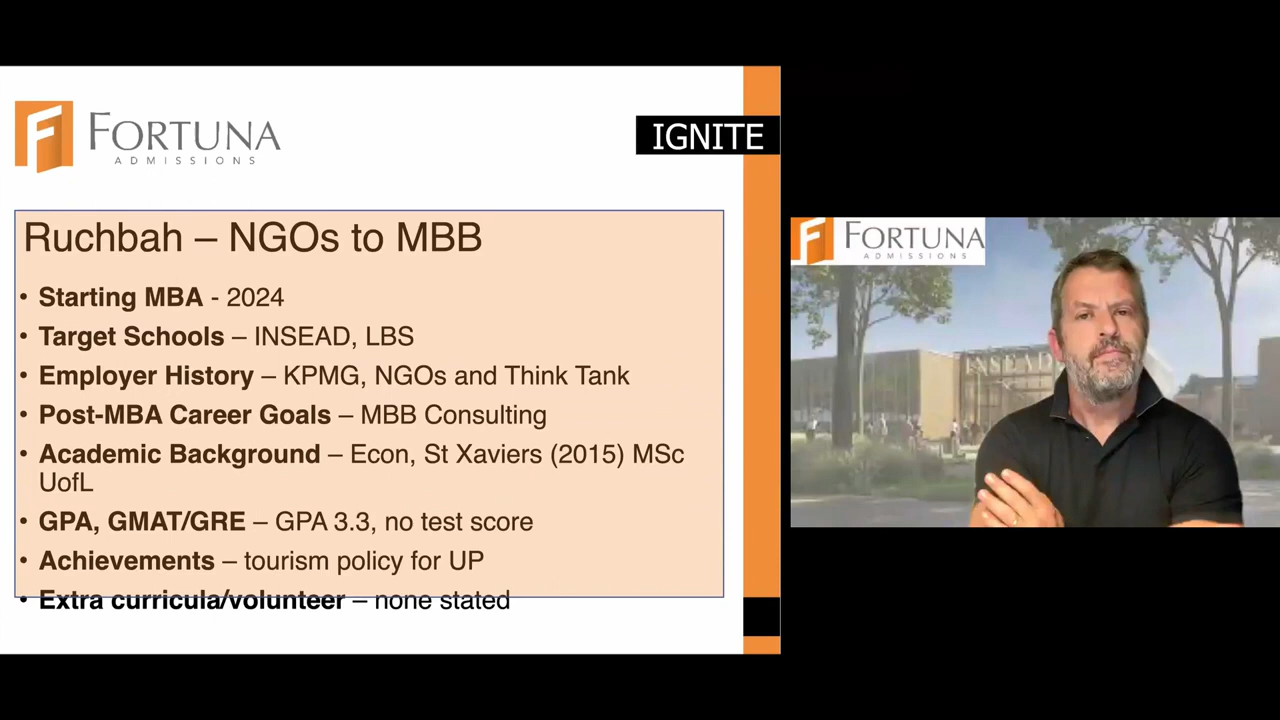 FORTUNA
ADMISSIONS
IGNITE
Ruchbah – NGOs to MBB
• Starting MBA - 2024
• Target Schools – INSEAD, LBS
• Employer History – KPMG, NGOs and Think Tank
• Post-MBA Career Goals – MBB Consulting
• Academic Background – Econ, St Xaviers (2015) MSc
UofL
• GPA, GMAT/GRE – GPA 3.3, no test score
• Achievements – tourism policy for UP
• Extra curricula/volunteer – none stated
FORTUNA
ADMISSIONS